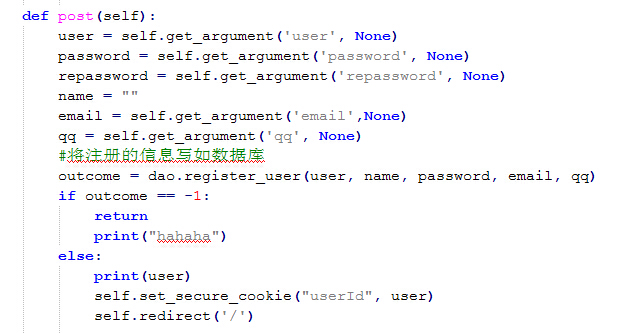 def post(self):
user = self.get_argument('user', None)
password = self.get_argument('password', None)
repassword = self.get_argument('repassword', None)
name = ""
email = self.get_argument('email',None)
qq = self.get_argument('qq', None)
#将注册的信息写如数据库
outcome = dao.register_user(user, name, password, email, qq)
if outcome == -1:
return
print("hahaha")
else:
print(user)
self.set_secure_cookie("userId", user)
self.redirect('/')